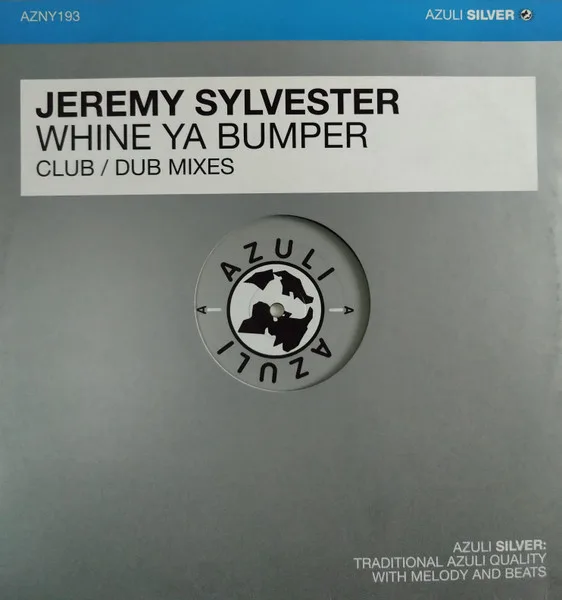 AZNY193
AZULI SILVER
JEREMY SYLVESTER
WHINE YA BUMPER
CLUB / DUB MIXES
AZULI
A A
AZULI
AZULI SILVER:
TRADITIONAL AZULI QUALITY
WITH MELODY AND BEATS